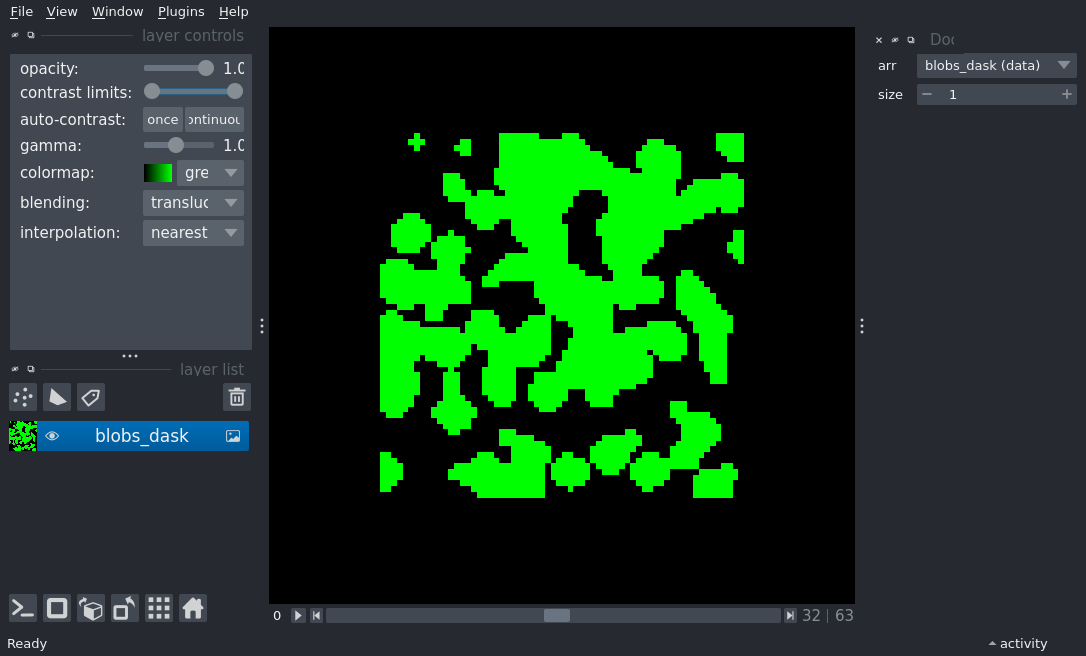 File View Window Plugins Help
layer controls
opacity: 1.0
contrast limits:
auto-contrast: once ontinuou
gamma: 1.0
colormap: gre
blending: transluc
interpolation: nearest
layer list
blobs_dask
0 32 | 63
Ready
Doc
arr blobs_dask (data)
size 1
activity